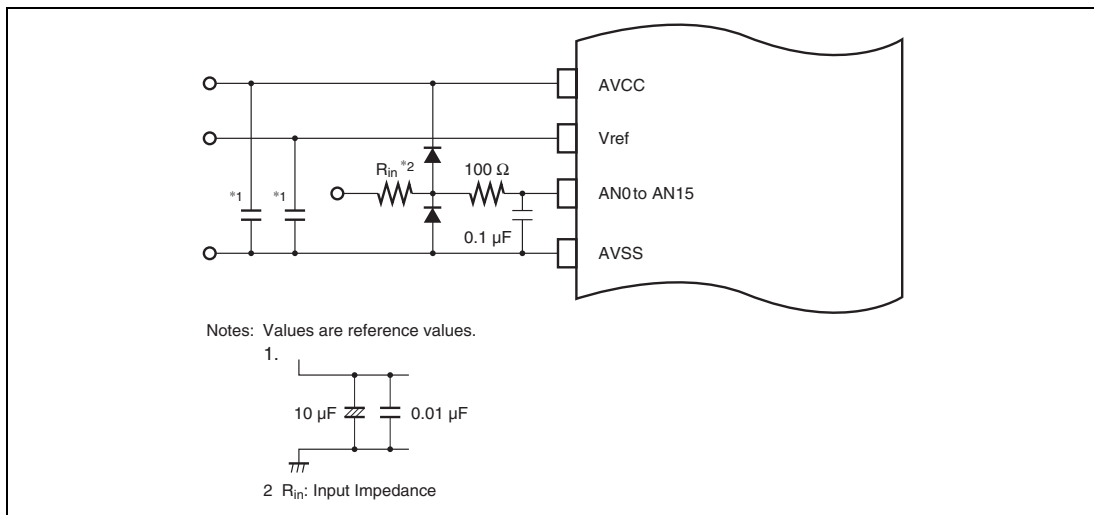 AVCC
Vref
Rin *2 100 Ω
*1 *1 AN0 to AN15
0.1 µF
AVSS
Notes: Values are reference values.
1.
10 µF 0.01 µF
2 Rin: Input Impedance